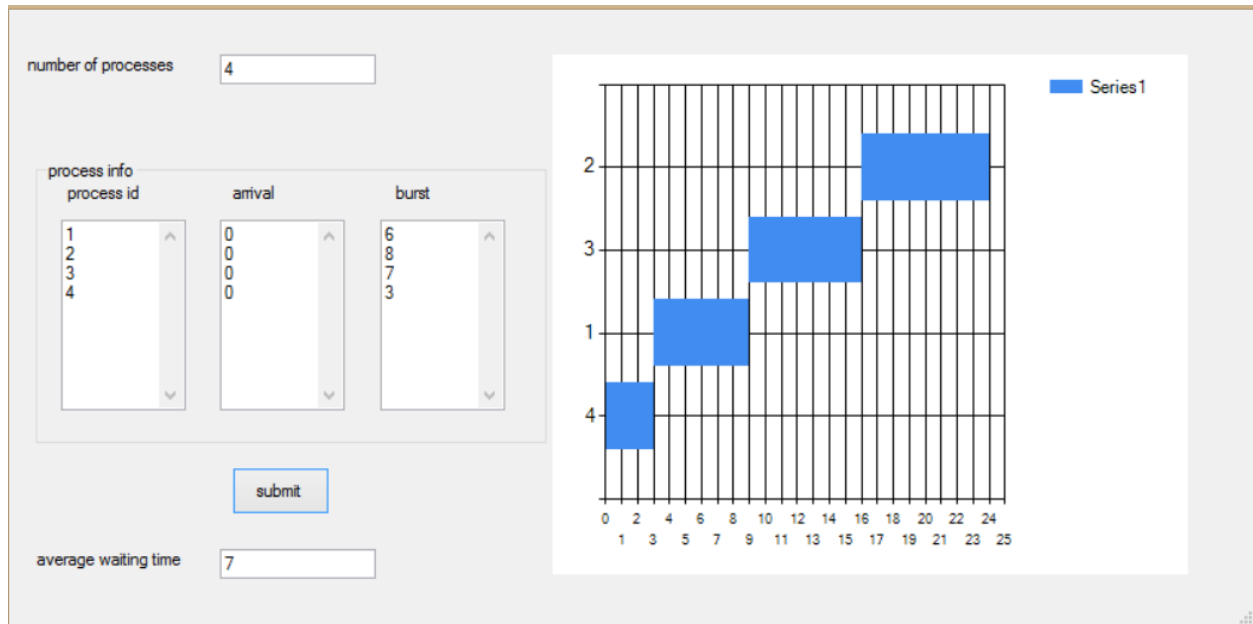 number of processes
4
process info
process id
arrival
burst
1
2
3
4
0
0
0
0
6
8
7
3
submit
average waiting time
7
Series1
2
3
1
4
0 2 4 6 8 10 12 14 16 18 20 22 24
1 3 5 7 9 11 13 15 17 19 21 23 25